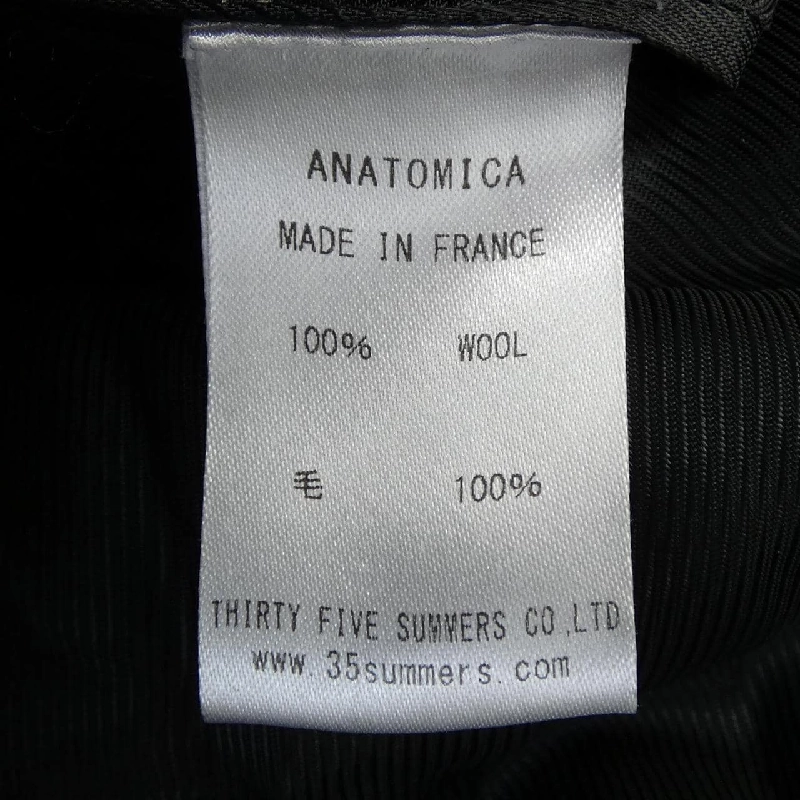 ANATOMICA
MADE IN FRANCE
100% WOOL
毛 100%
THIRTY FIVE SUMMERS CO.,LTD
www.35summers.com